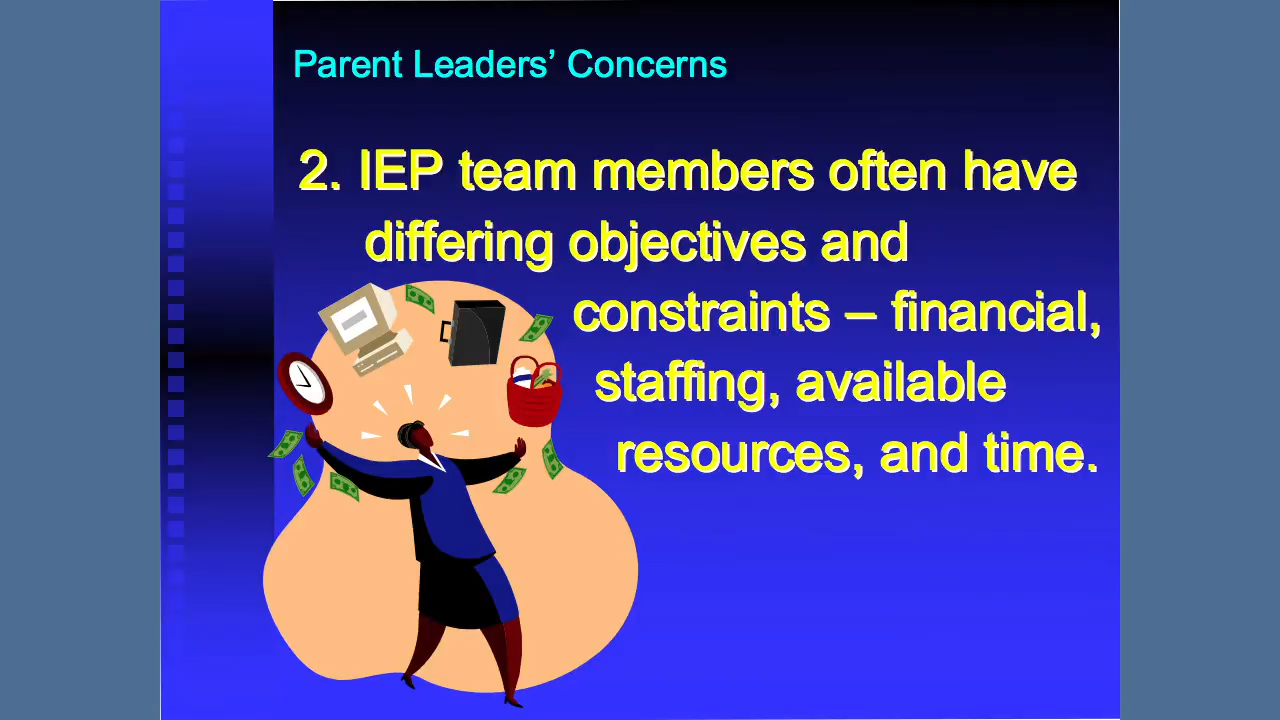 Parent Leaders’ Concerns
2. IEP team members often have
differing objectives and
constraints – financial,
staffing, available
resources, and time.